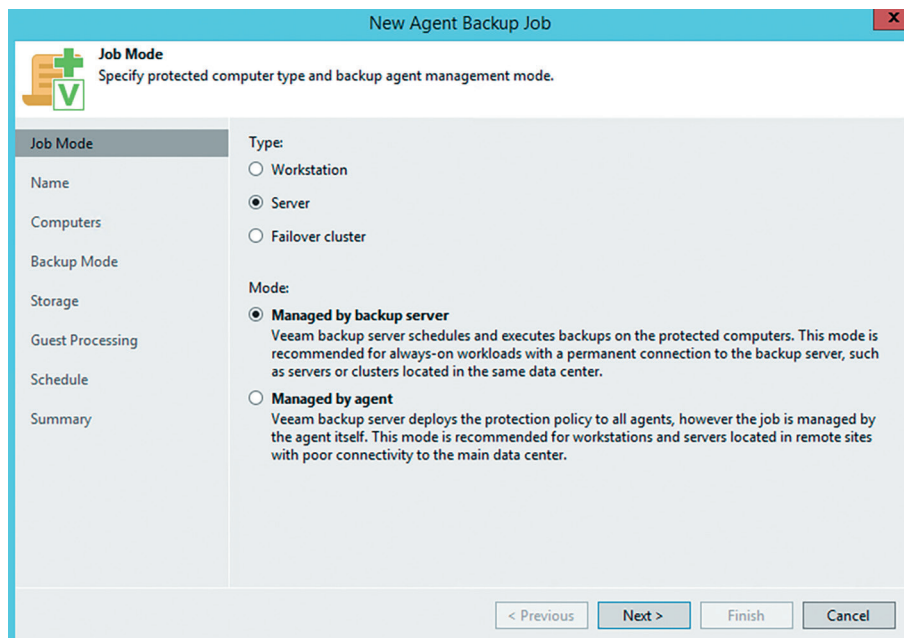 New Agent Backup Job
X
Job Mode
Specify protected computer type and backup agent management mode.
V
Job Mode
Name
Computers
Backup Mode
Storage
Guest Processing
Schedule
Summary
Type:
Workstation
Server
Failover cluster
Mode:
Managed by backup server
Veeam backup server schedules and executes backups on the protected computers. This mode is
recommended for always-on workloads with a permanent connection to the backup server, such
as servers or clusters located in the same data center.
Managed by agent
Veeam backup server deploys the protection policy to all agents, however the job is managed by
the agent itself. This mode is recommended for workstations and servers located in remote sites
with poor connectivity to the main data center.
< Previous
Next >
Finish
Cancel